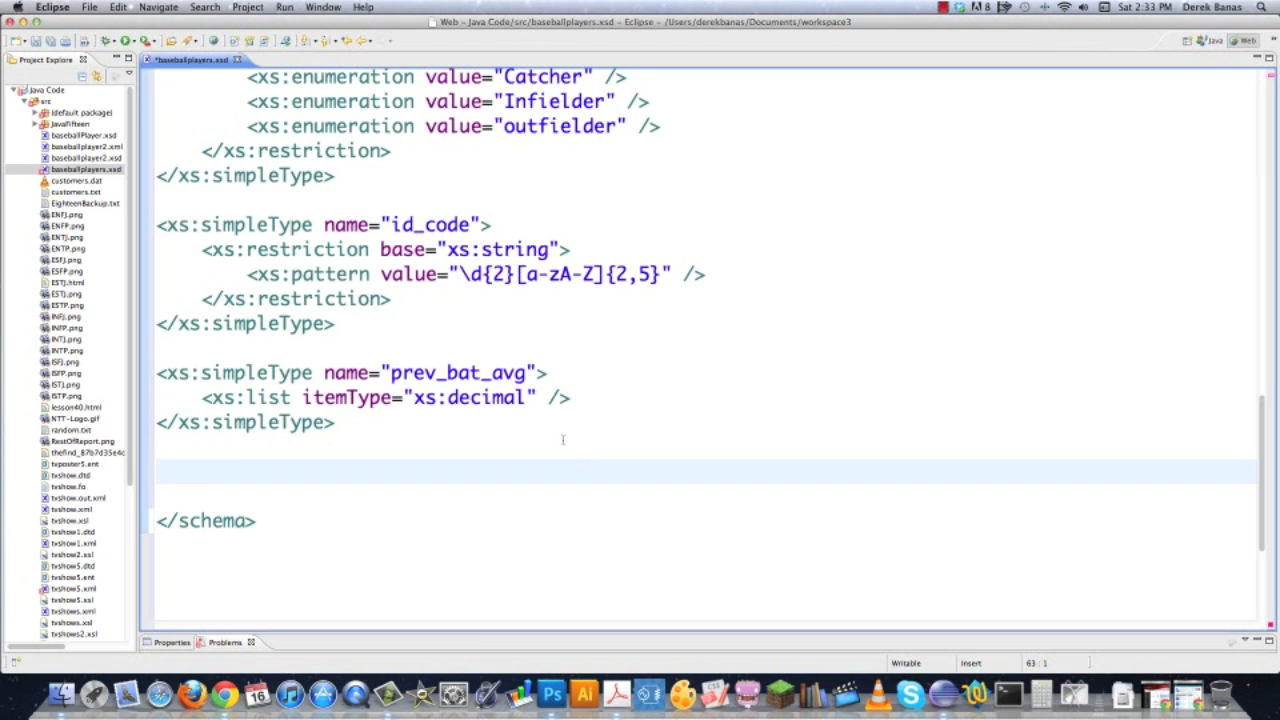 Eclipse File Edit Navigate Search Project Run Window Help
8 Sat 2:33 PM Derek Banas
Web - Java Code/src/baseballplayers.xsd - Eclipse - /Users/derekbanas/Documents/workspace3
Java Web
Project Explore
*baseballplayers.xsd
Java Code
src
(default package)
JavaFifteen
baseballPlayer.xsd
baseballplayer2.xml
baseballplayer2.xsd
baseballplayers.xsd
customers.dat
customers.txt
EighteenBackup.txt
ENFJ.png
ENFP.png
ENTJ.png
ENTP.png
ESFJ.png
ESFP.png
ESTJ.html
ESTJ.png
ESTP.png
INFJ.png
INFP.png
INTJ.png
INTP.png
ISFJ.png
ISFP.png
ISTJ.png
ISTP.png
lesson40.html
NTT-Logo.gif
random.txt
RestOfReport.png
thefind_87b7d35e4c
tvposter5.ent
tvshow.dtd
tvshow.fo
tvshow.out.xml
tvshow.xml
tvshow.xsl
tvshow1.dtd
tvshow1.xml
tvshow2.xsl
tvshow5.dtd
tvshow5.ent
tvshow5.xml
tvshow5.xsl
tvshows.xml
tvshows.xsl
tvshows2.xsl
<xs:enumeration value="Catcher" />
<xs:enumeration value="Infielder" />
<xs:enumeration value="outfielder" />
</xs:restriction>
</xs:simpleType>
<xs:simpleType name="id_code">
<xs:restriction base="xs:string">
<xs:pattern value="\d{2}[a-zA-Z]{2,5}" />
</xs:restriction>
</xs:simpleType>
<xs:simpleType name="prev_bat_avg">
<xs:list itemType="xs:decimal" />
</xs:simpleType>
</schema>
Properties Problems
Writable Insert 63 : 1
16 Ps Ai